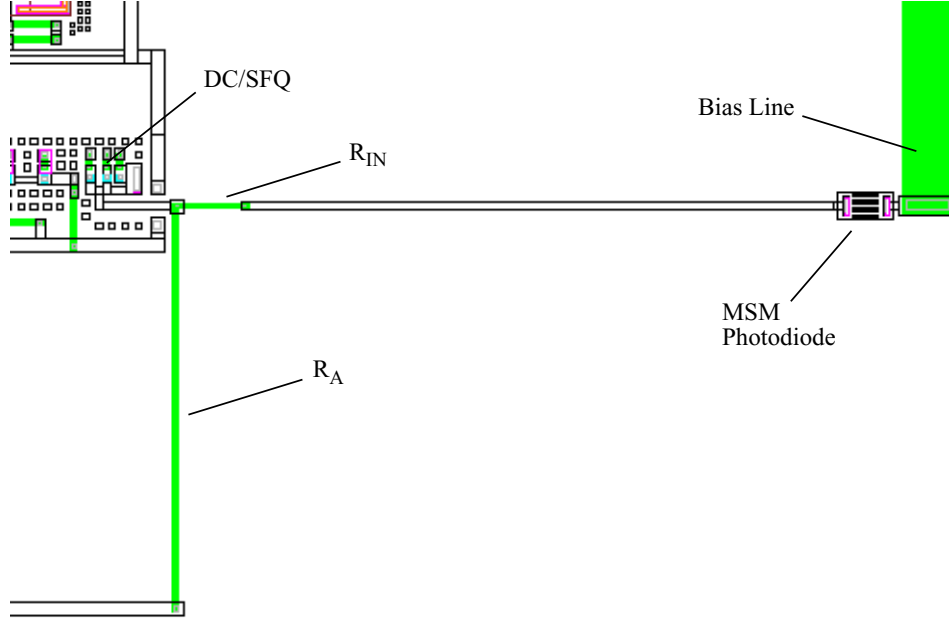 DC/SFQ
Bias Line
R_IN
MSM
Photodiode
R_A